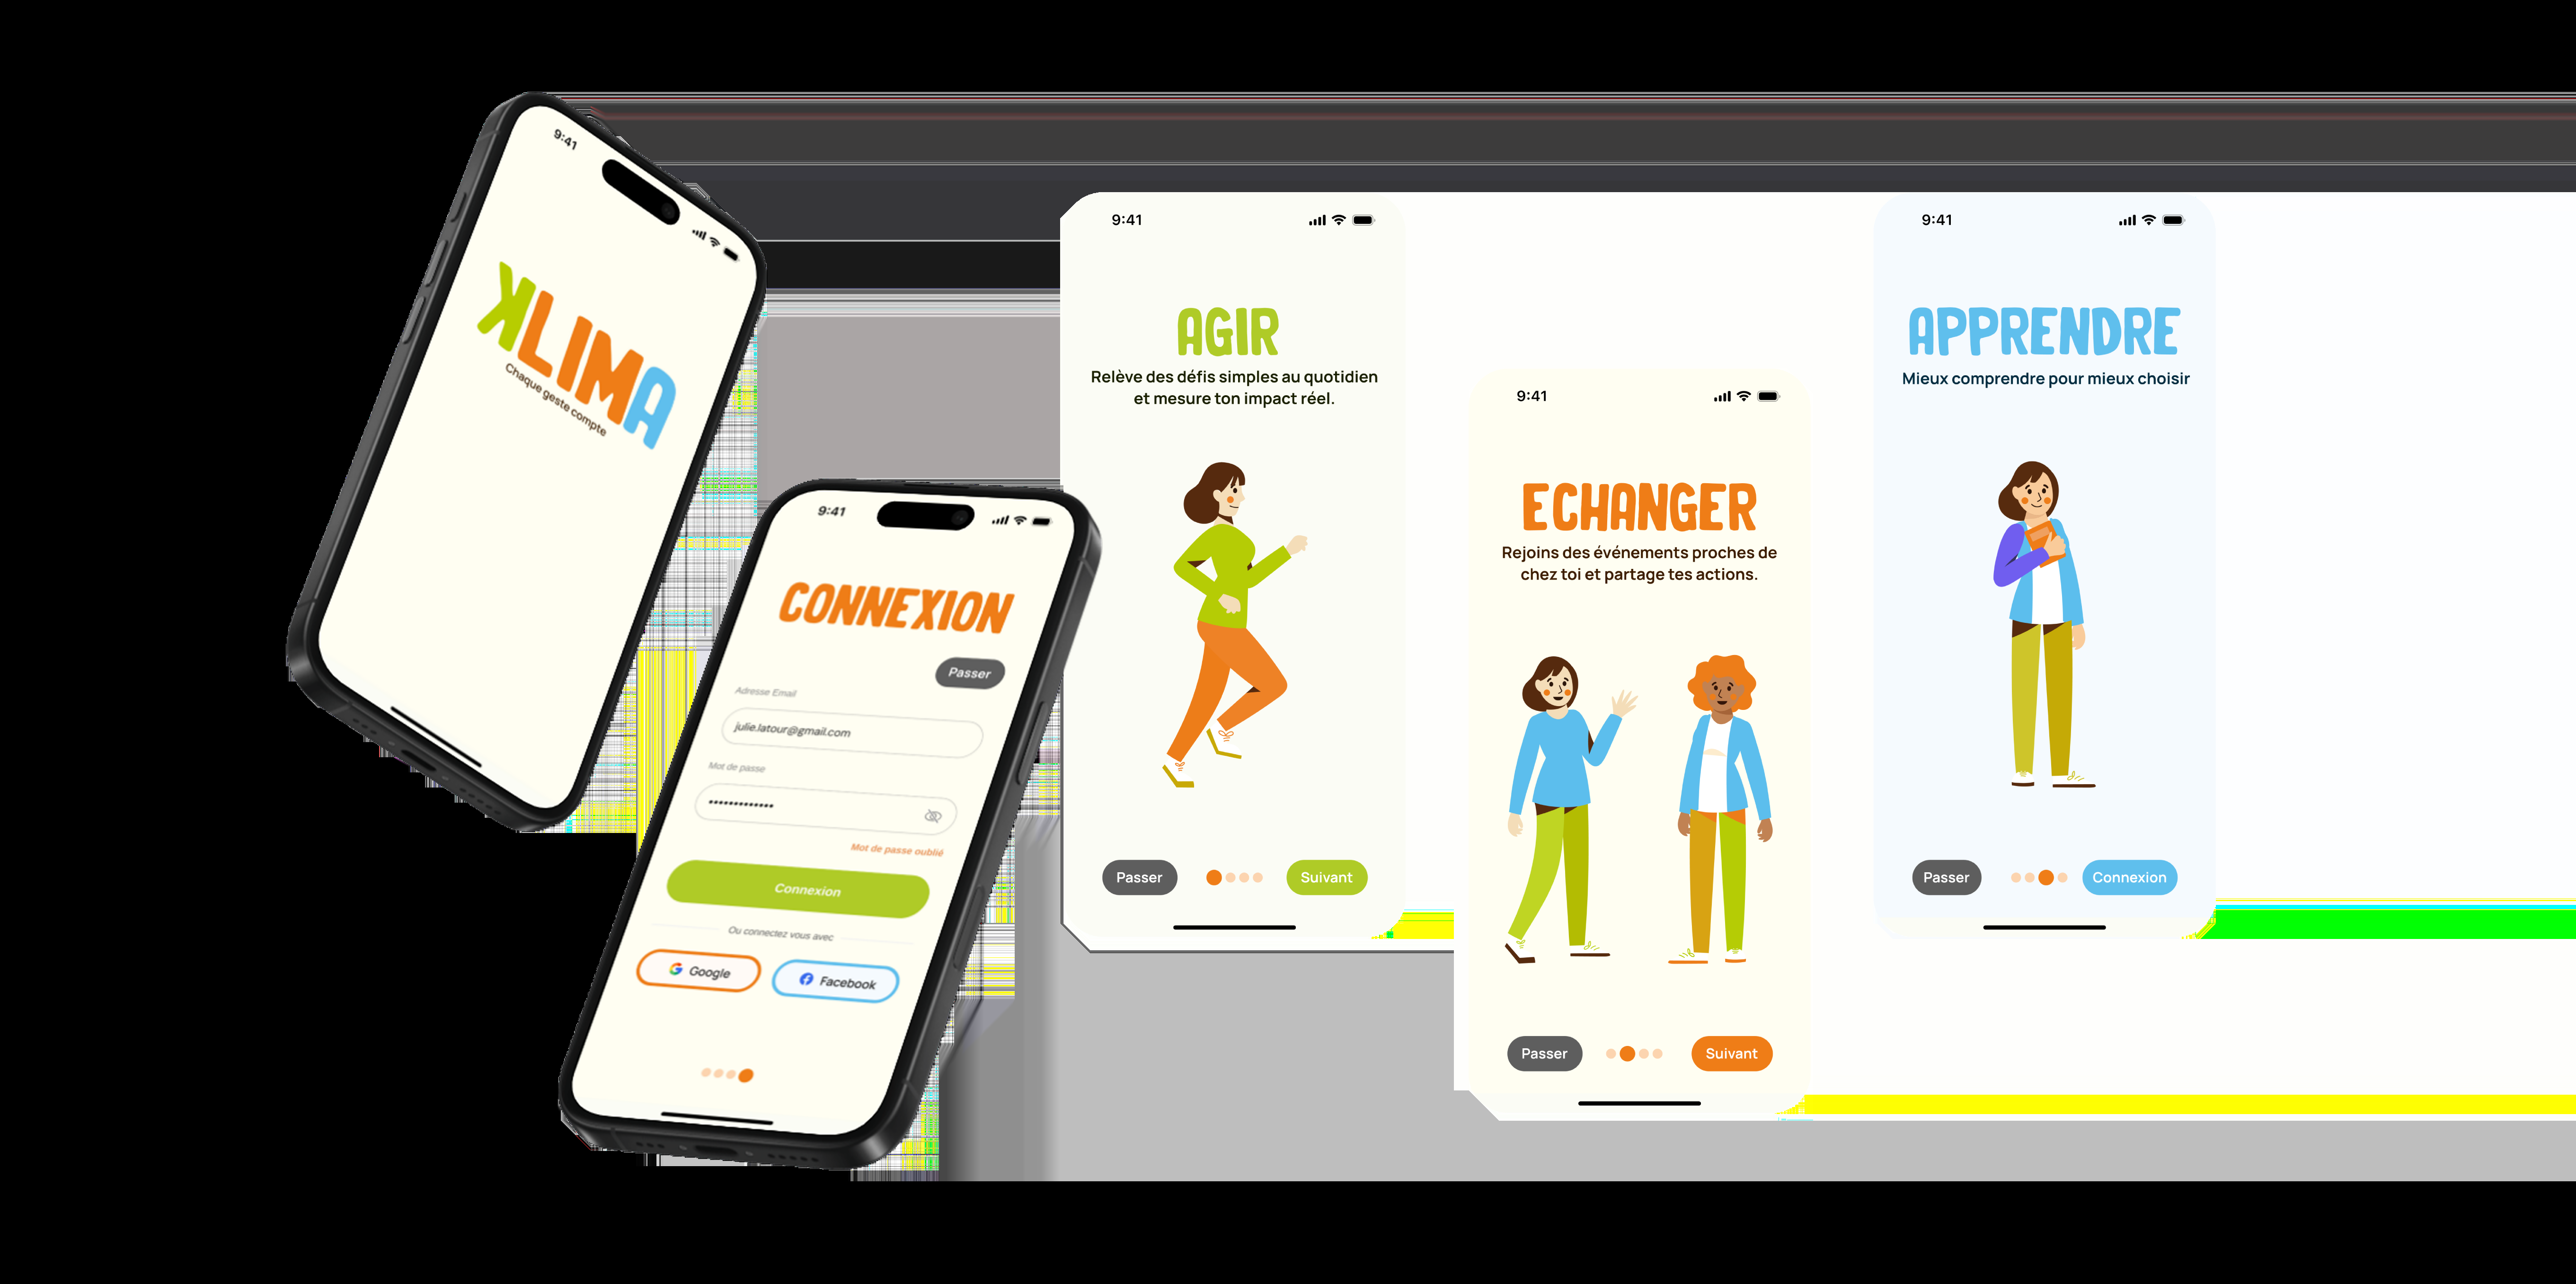 9:41
KLIMA
Chaque geste compte
9:41
CONNEXION
Passer
Adresse Email
julie.latour@gmail.com
Mot de passe
•••••••••••••
Mot de passe oublié
Connexion
Ou connectez vous avec
Google
Facebook
9:41
AGIR
Relève des défis simples au quotidien
et mesure ton impact réel.
Passer
Suivant
9:41
ECHANGER
Rejoins des événements proches de
chez toi et partage tes actions.
Passer
Suivant
9:41
APPRENDRE
Mieux comprendre pour mieux choisir
Passer
Connexion